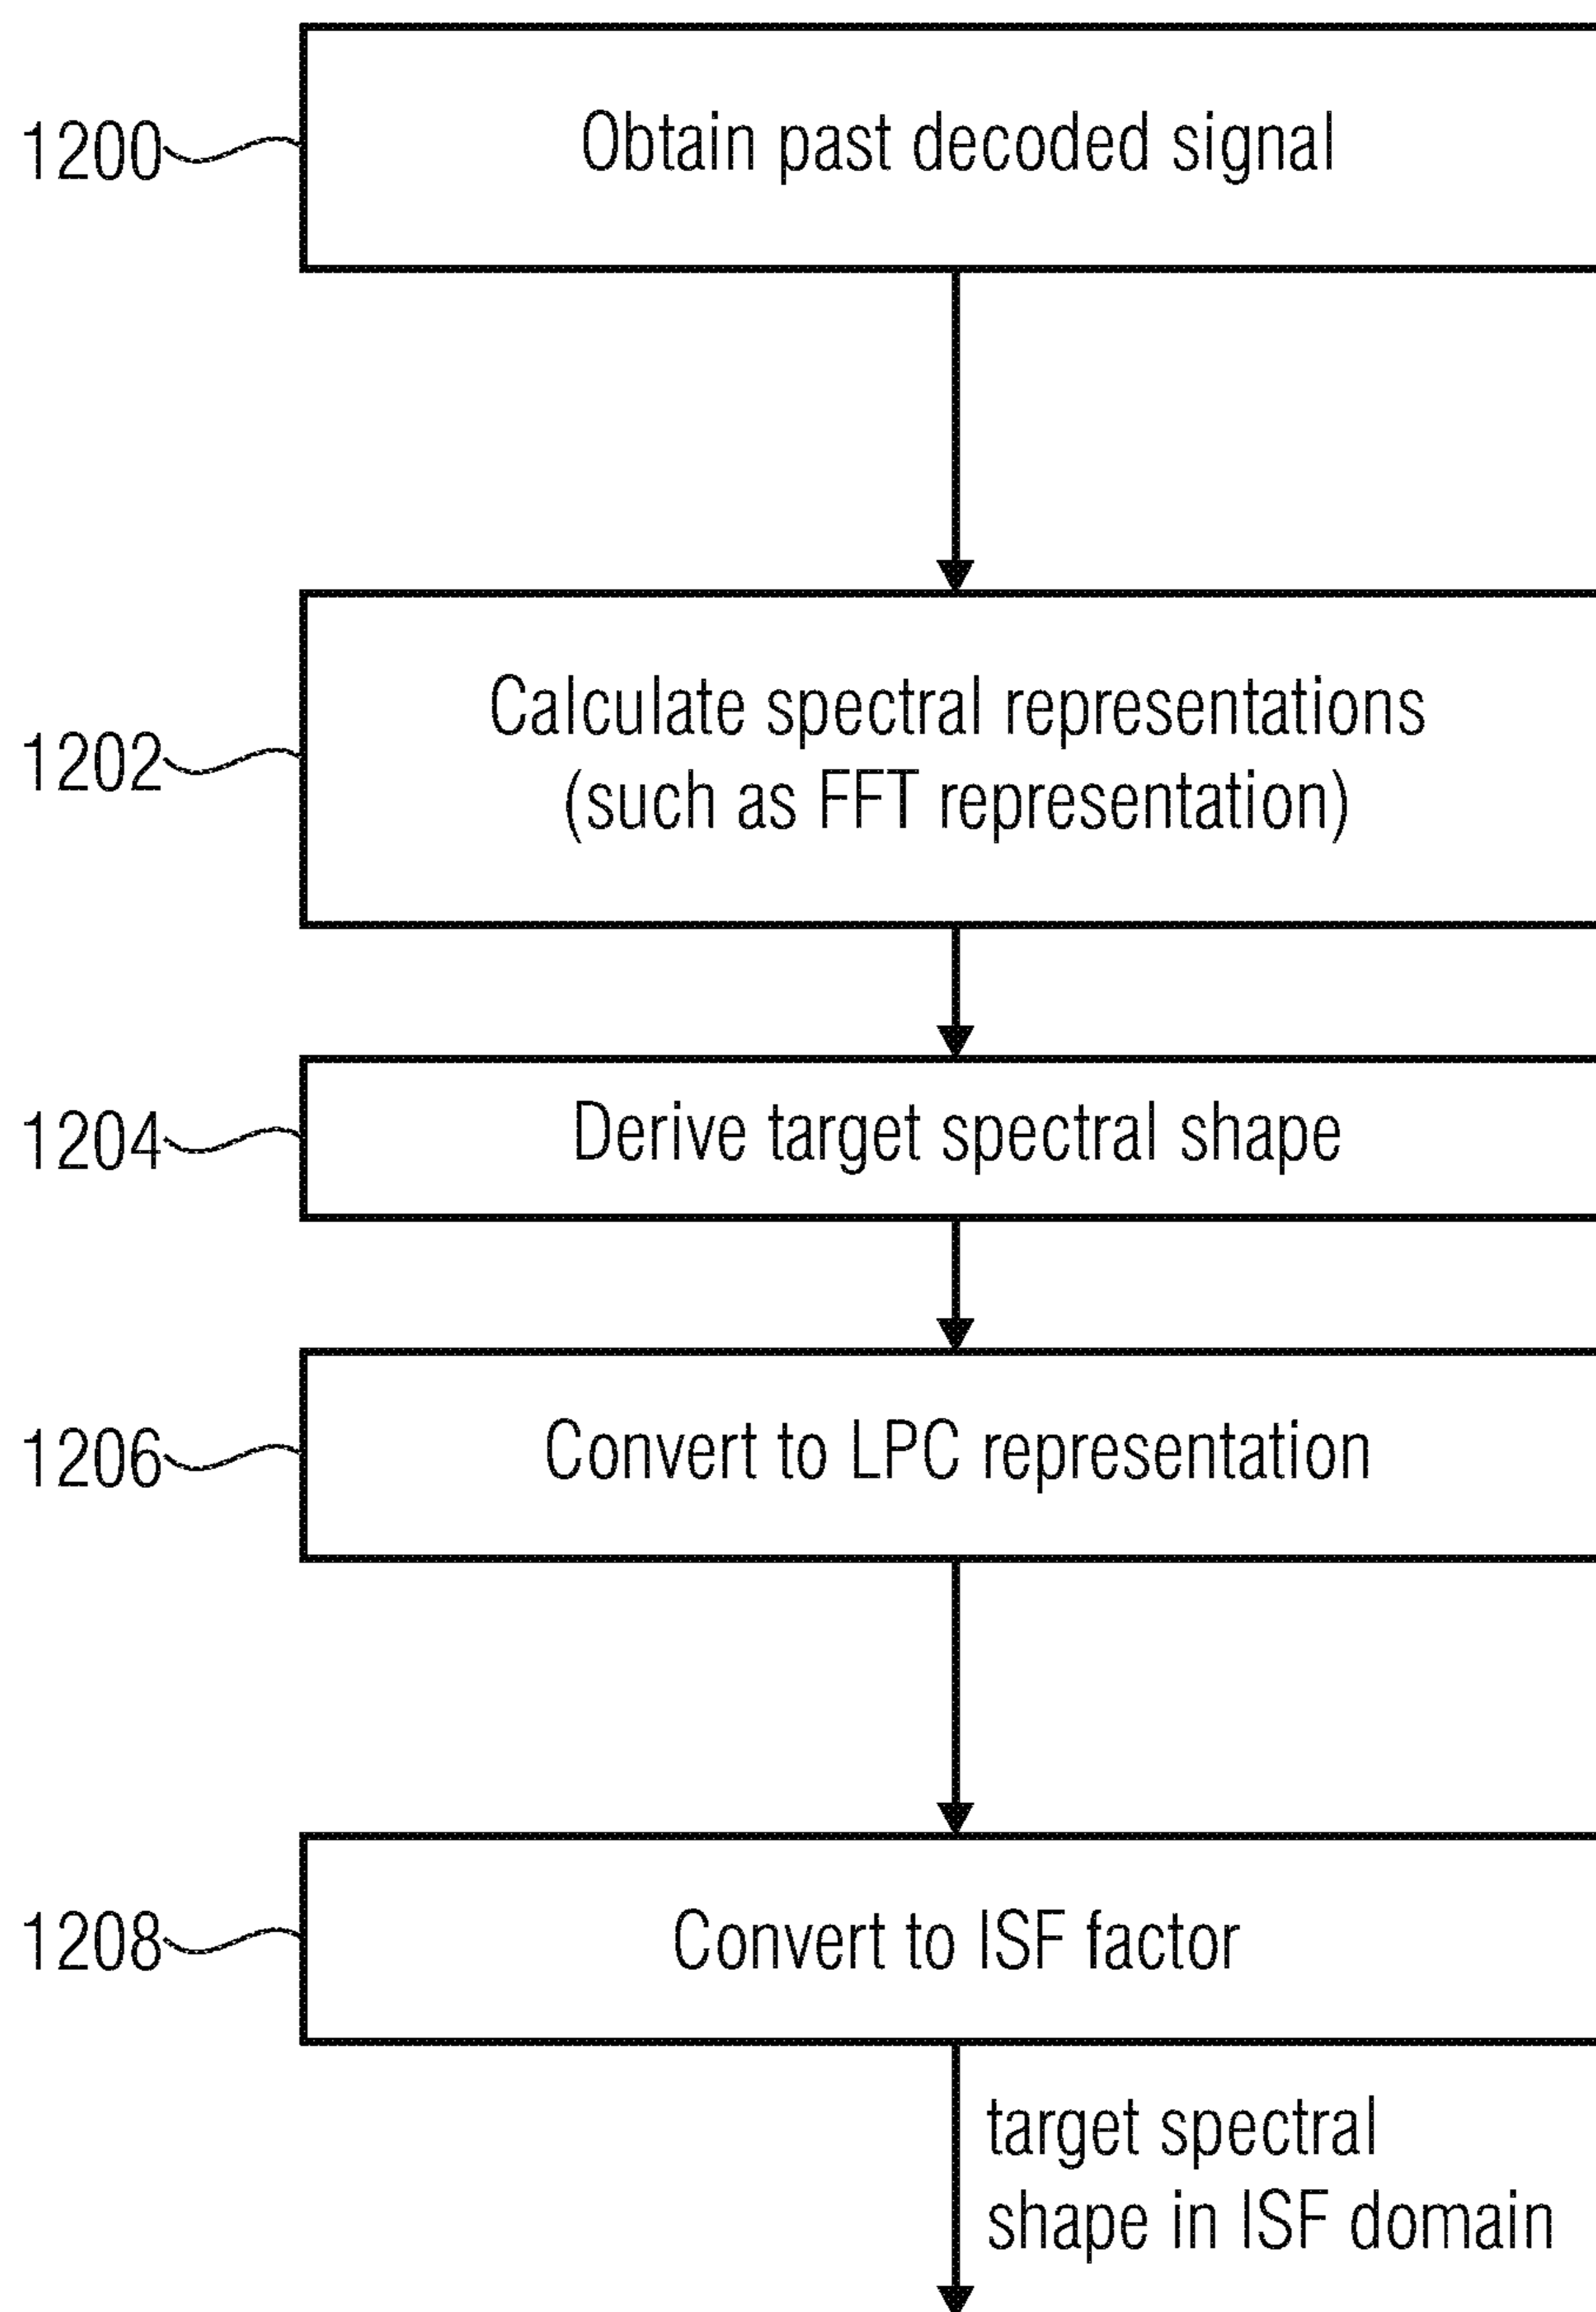 1200
Obtain past decoded signal
1202
Calculate spectral representations
(such as FFT representation)
1204
Derive target spectral shape
1206
Convert to LPC representation
1208
Convert to ISF factor
target spectral
shape in ISF domain